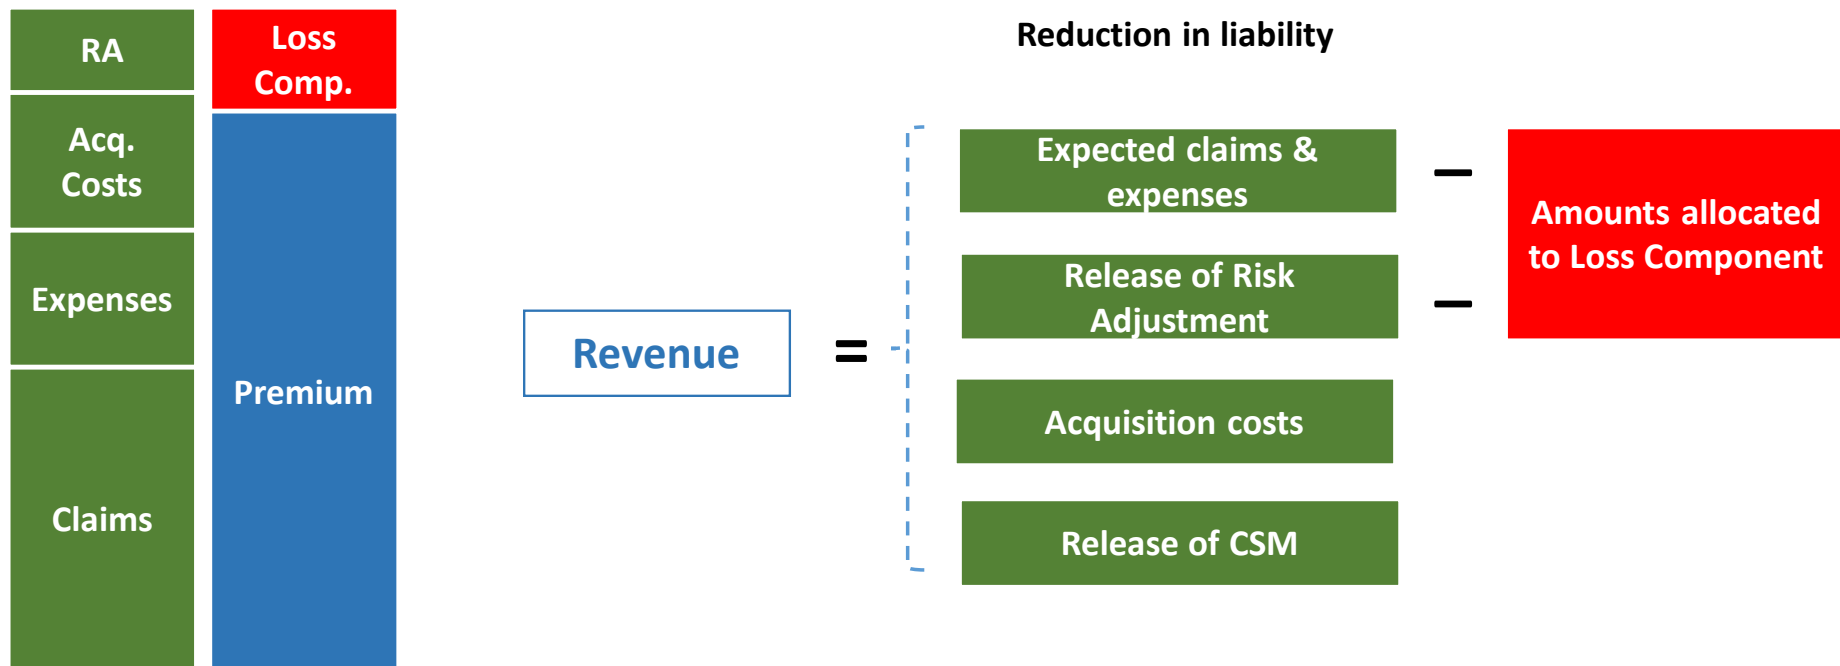 RA
Acq.
Costs
Expenses
Claims
Loss
Comp.
Premium
Revenue
=
Reduction in liability
Expected claims &
expenses
–
Release of Risk
Adjustment
–
Amounts allocated
to Loss Component
Acquisition costs
Release of CSM